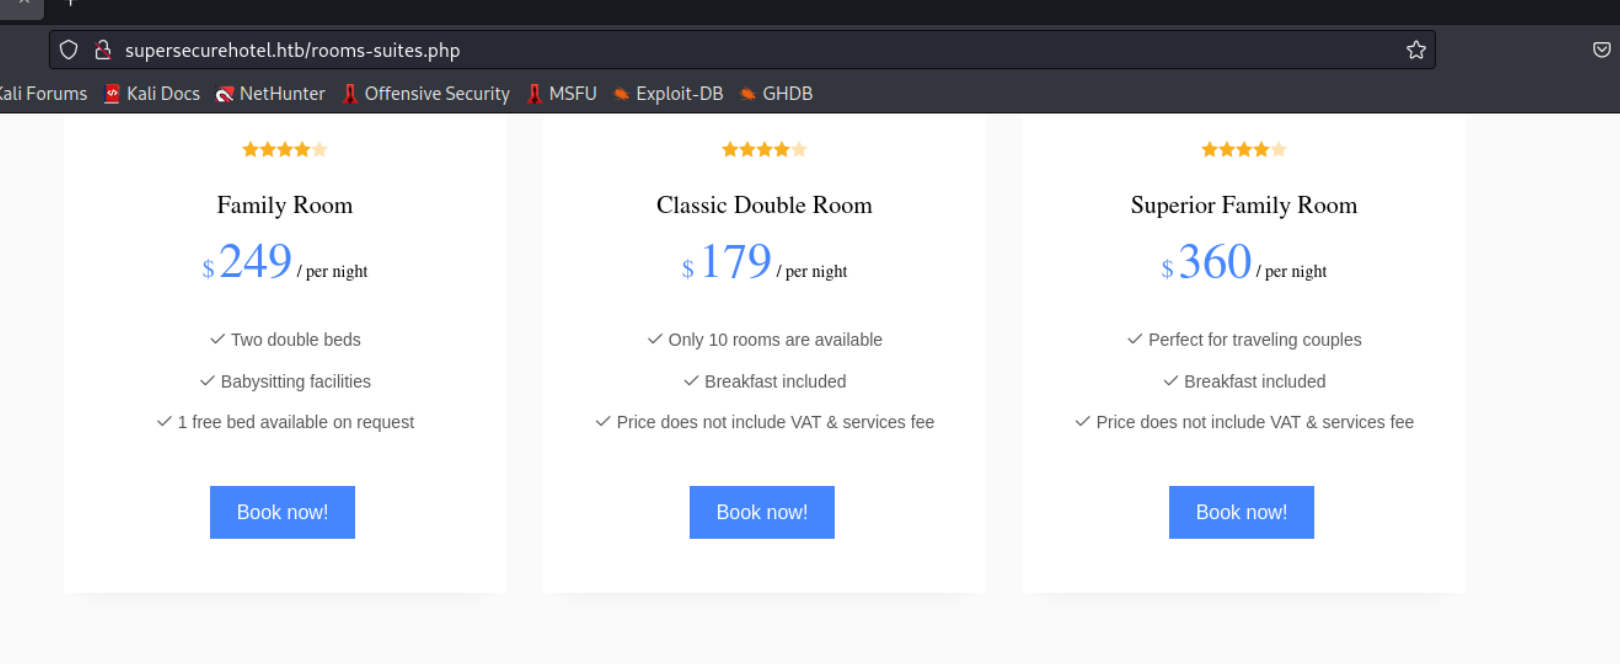 supersecurehotel.htb/rooms-suites.php
Kali Docs NetHunter Offensive Security MSFU Exploit-DB GHDB
Family Room
$ 249 / per night
Two double beds
Babysitting facilities
1 free bed available on request
Book now!
Classic Double Room
$ 179 / per night
Only 10 rooms are available
Breakfast included
Price does not include VAT & services fee
Book now!
Superior Family Room
$ 360 / per night
Perfect for traveling couples
Breakfast included
Price does not include VAT & services fee
Book now!